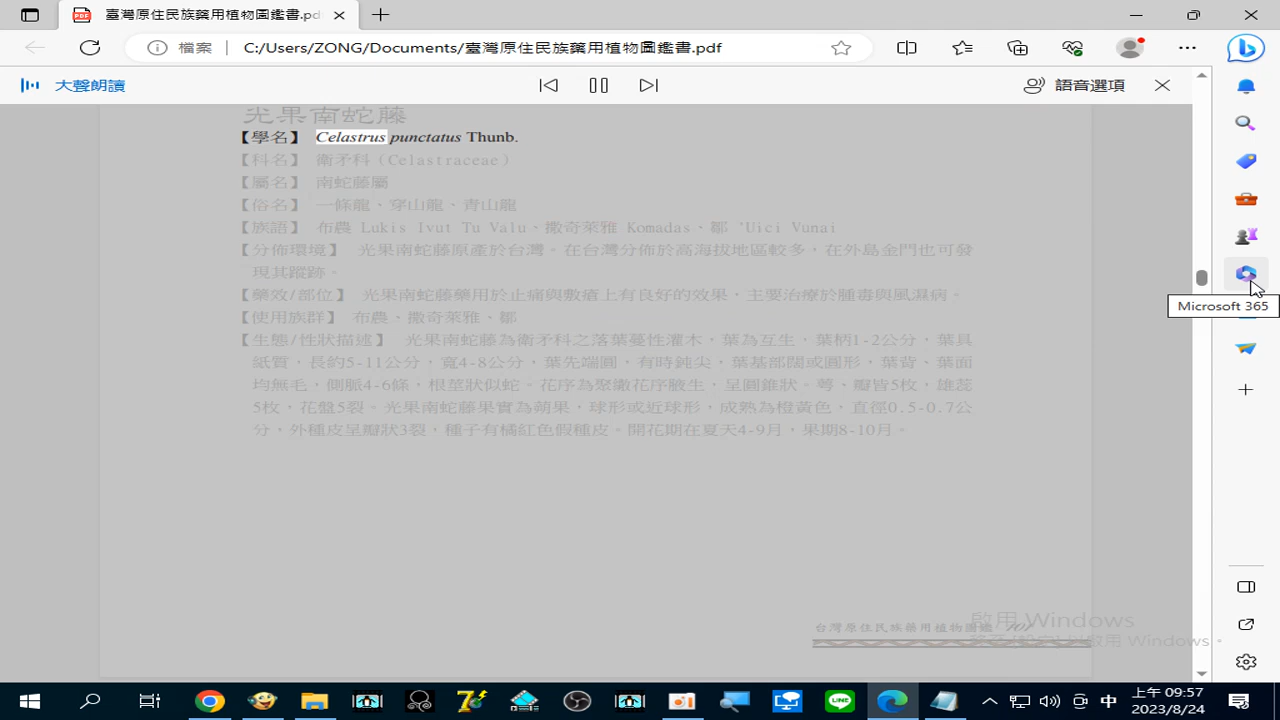 臺灣原住民族藥用植物圖鑑書.pdf
檔案
C:/Users/ZONG/Documents/臺灣原住民族藥用植物圖鑑書.pdf
大聲朗讀
語音選項
光果南蛇藤
【學名】 Celastrus punctatus Thunb.
【科名】 衛矛科（Celastraceae）
【屬名】 南蛇藤屬
【俗名】 一條龍、穿山龍、青山龍
【族語】 布農 Lukis Ivut Tu Valu、撒奇萊雅 Komadas、鄒 'Uici Vunai
【分佈環境】 光果南蛇藤原產於台灣，在台灣分佈於高海拔地區較多，在外島金門也可發
現其蹤跡。
【藥效/部位】 光果南蛇藤藥用於止痛與敷瘡上有良好的效果，主要治療於腫毒與風濕病。
【使用族群】 布農、撒奇萊雅、鄒
【生態/性狀描述】 光果南蛇藤為衛矛科之落葉蔓性灌木，葉為互生，葉柄1-2公分，葉具
紙質，長約5-11公分，寬4-8公分，葉先端圓，有時鈍尖，葉基部闊或圓形，葉背、葉面
均無毛，側脈4-6條，根莖狀似蛇。花序為聚繖花序腋生，呈圓錐狀。萼、瓣皆5枚，雄蕊
5枚，花盤5裂。光果南蛇藤果實為蒴果，球形或近球形，成熟為橙黃色，直徑0.5-0.7公
分，外種皮呈瓣狀3裂，種子有橘紅色假種皮。開花期在夏天4-9月，果期8-10月。
Microsoft 365
台灣原住民族藥用植物圖鑑
啟用 Windows
Windows。
中
上午 09:57
2023/8/24